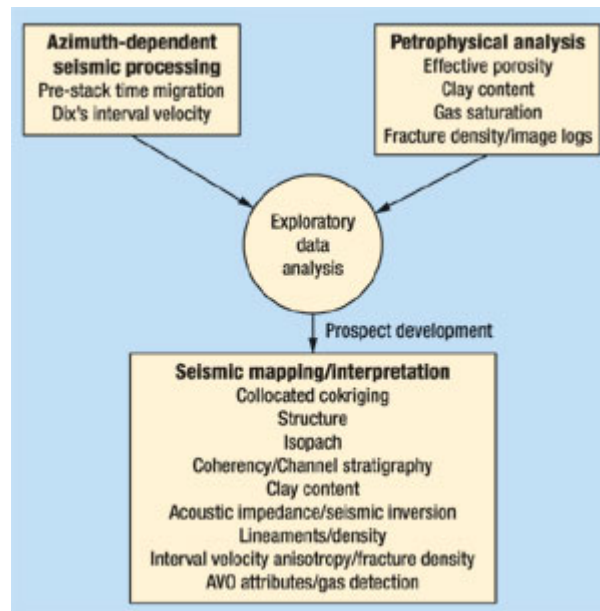 Azimuth-dependent
seismic processing
Pre-stack time migration
Dix's interval velocity
Petrophysical analysis
Effective porosity
Clay content
Gas saturation
Fracture density/image logs
Exploratory
data
analysis
Prospect development
Seismic mapping/interpretation
Collocated cokriging
Structure
Isopach
Coherency/Channel stratigraphy
Clay content
Acoustic impedance/seismic inversion
Lineaments/density
Interval velocity anisotropy/fracture density
AVO attributes/gas detection